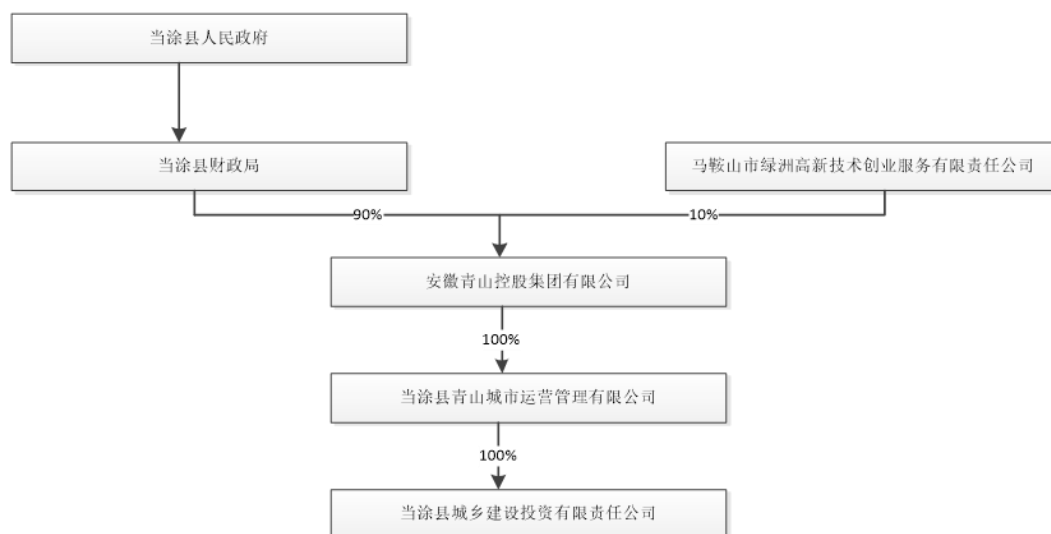 当涂县人民政府
当涂县财政局
马鞍山市绿洲高新技术创业服务有限责任公司
90%
10%
安徽青山控股集团有限公司
100%
当涂县青山城市运营管理有限公司
100%
当涂县城乡建设投资有限责任公司